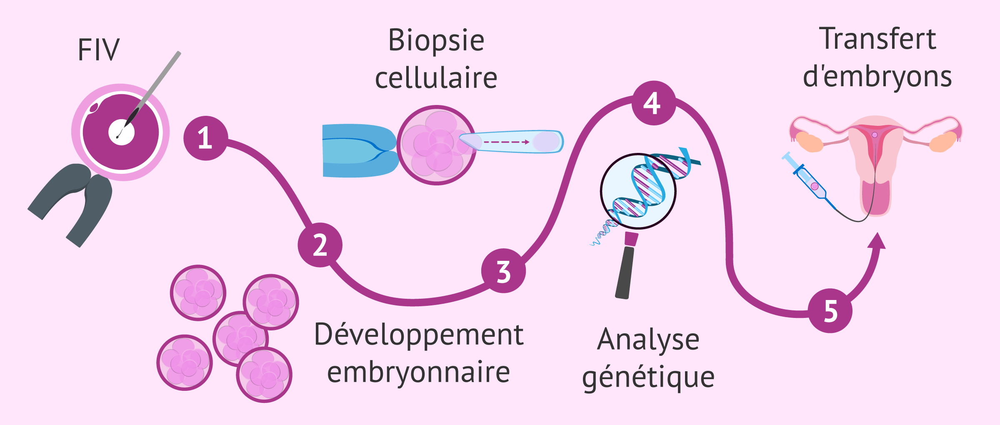 FIV
1
2
Développement
embryonnaire
Biopsie
cellulaire
3
4
Analyse
génétique
Transfert
d'embryons
5